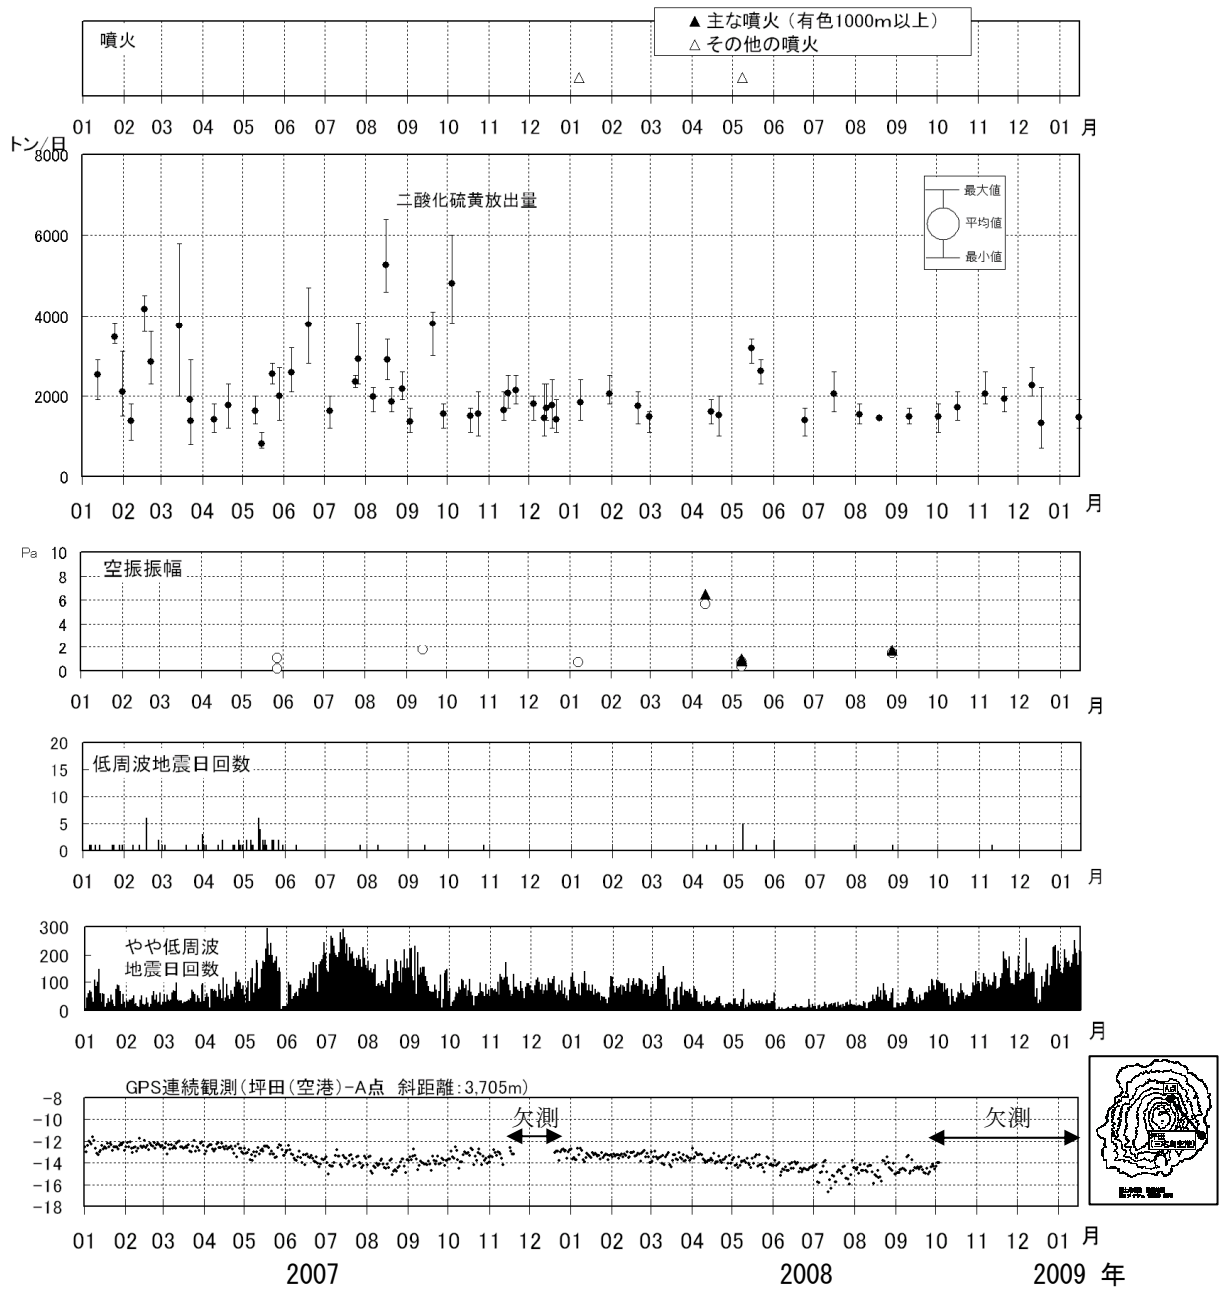 ▲ 主な噴火（有色1000m以上）
△ その他の噴火
噴火
01 02 03 04 05 06 07 08 09 10 11 12 01 02 03 04 05 06 07 08 09 10 11 12 01 月
トン/日
二酸化硫黄放出量
最大値
平均値
最小値
8000
6000
4000
2000
0
01 02 03 04 05 06 07 08 09 10 11 12 01 02 03 04 05 06 07 08 09 10 11 12 01 月
Pa
空振振幅
10
8
6
4
2
0
01 02 03 04 05 06 07 08 09 10 11 12 01 02 03 04 05 06 07 08 09 10 11 12 01 月
低周波地震日回数
20
15
10
5
0
01 02 03 04 05 06 07 08 09 10 11 12 01 02 03 04 05 06 07 08 09 10 11 12 01 月
やや低周波
地震日回数
300
200
100
0
01 02 03 04 05 06 07 08 09 10 11 12 01 02 03 04 05 06 07 08 09 10 11 12 01 月
GPS連続観測（坪田（空港）-A点 斜距離：3,705m）
欠測 欠測
-8
-10
-12
-14
-16
-18
01 02 03 04 05 06 07 08 09 10 11 12 01 02 03 04 05 06 07 08 09 10 11 12 01 月
2007 2008 2009 年
A点